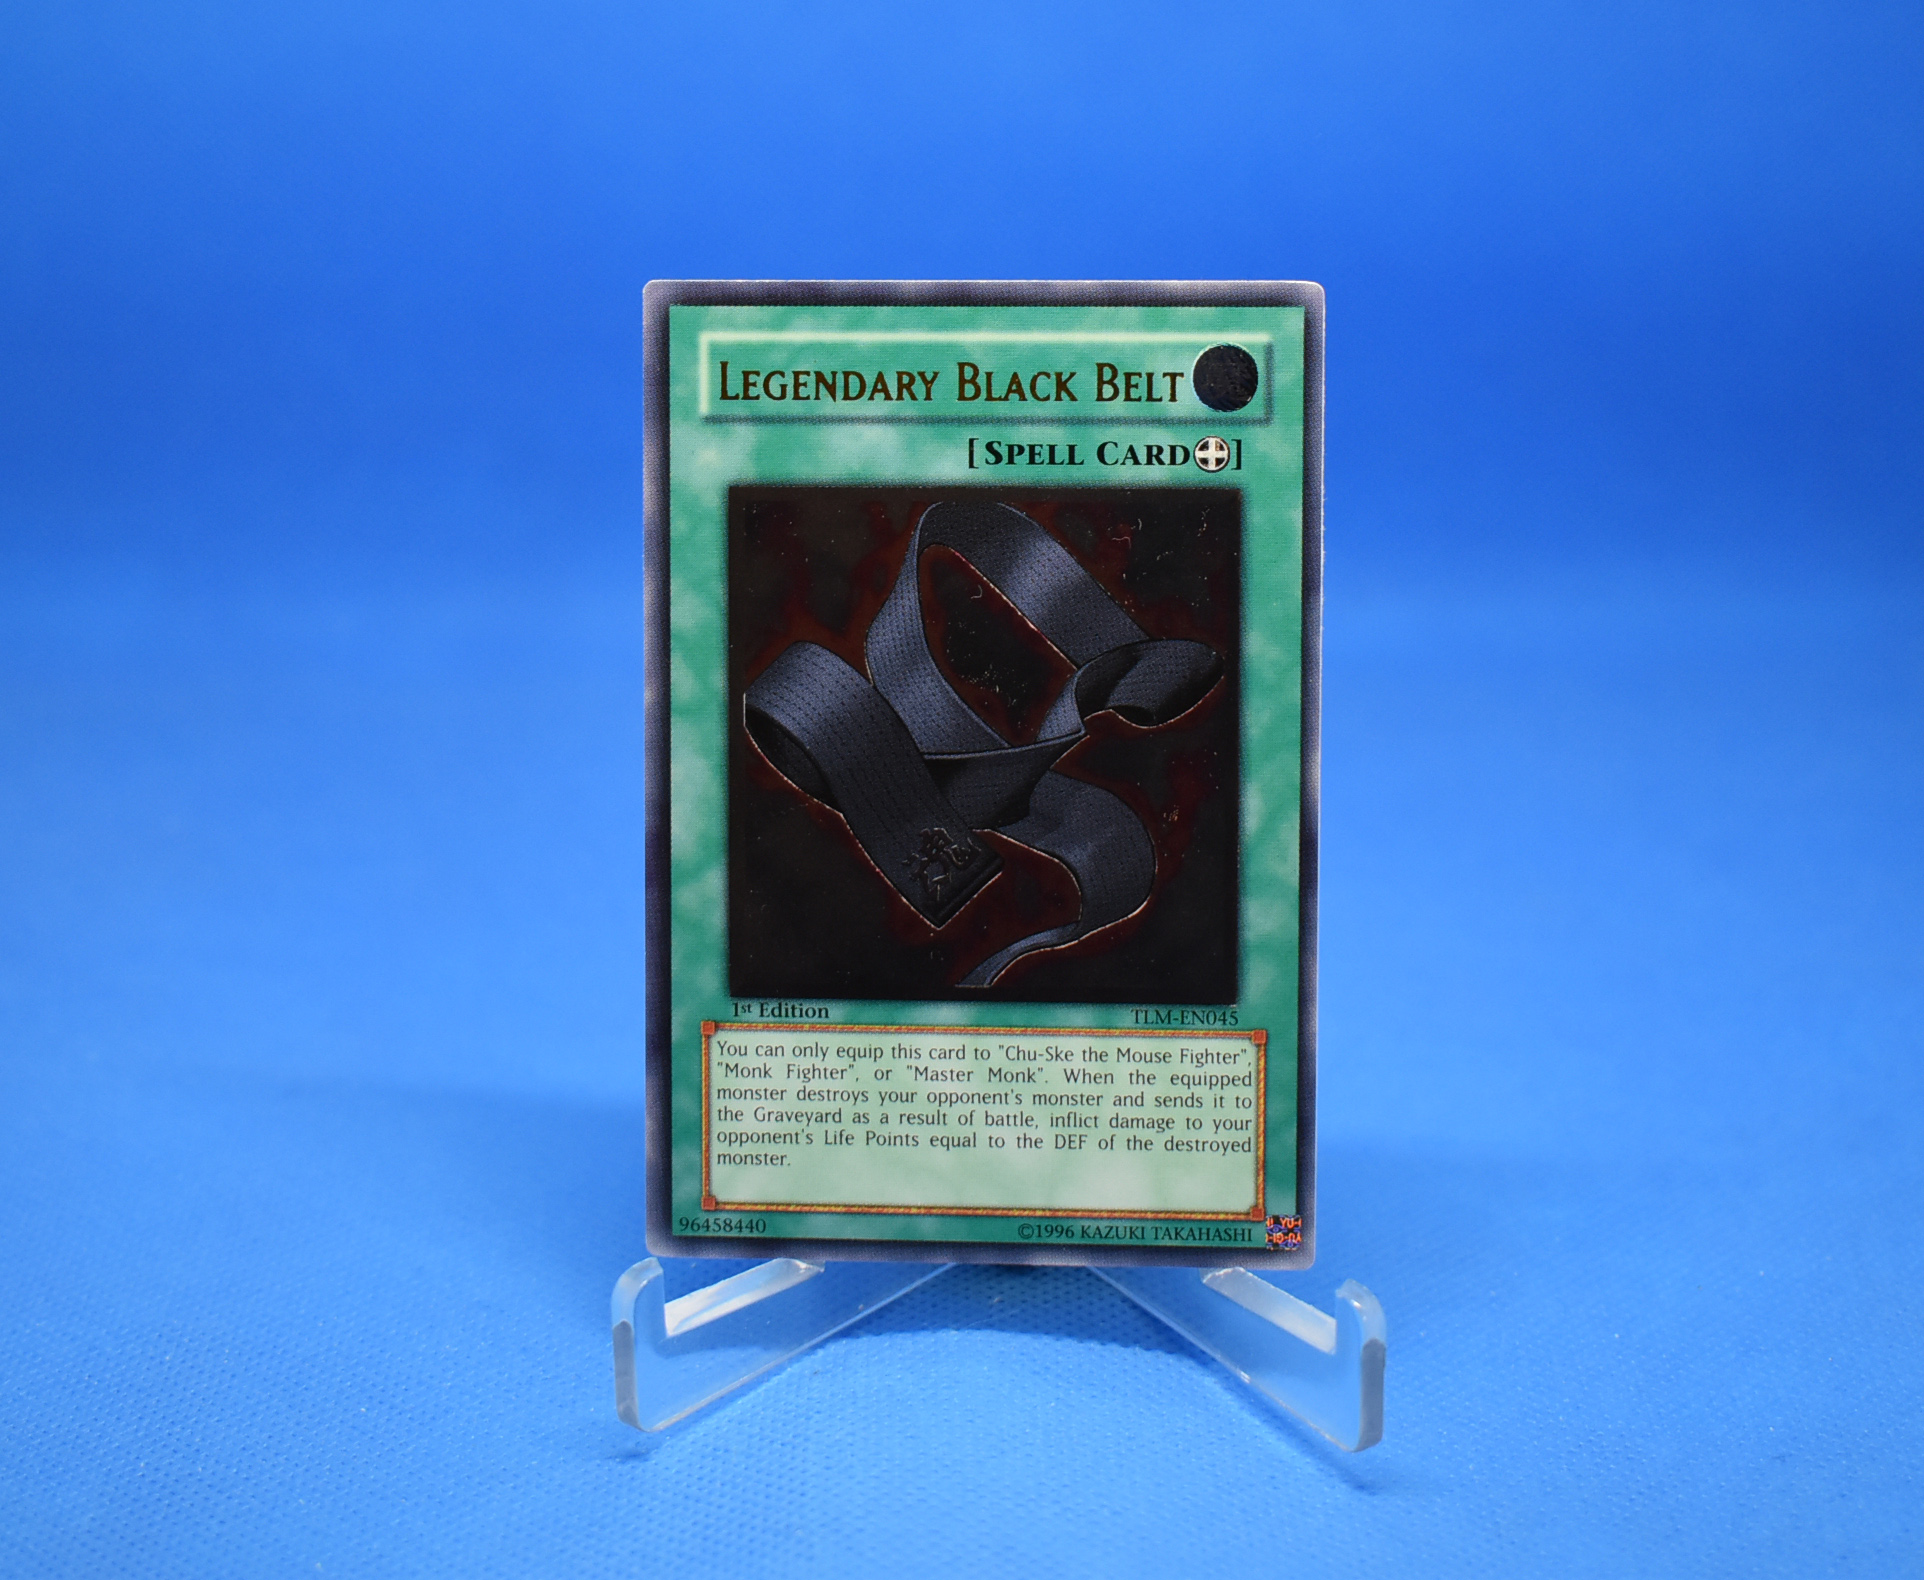 LEGENDARY BLACK BELT
[SPELL CARD]
1st Edition
TLM-EN045
You can only equip this card to "Chu-Ske the Mouse Fighter",
"Monk Fighter", or "Master Monk". When the equipped
monster destroys your opponent's monster and sends it to
the Graveyard as a result of battle, inflict damage to your
opponent's Life Points equal to the DEF of the destroyed
monster.
96458440
©1996 KAZUKI TAKAHASHI